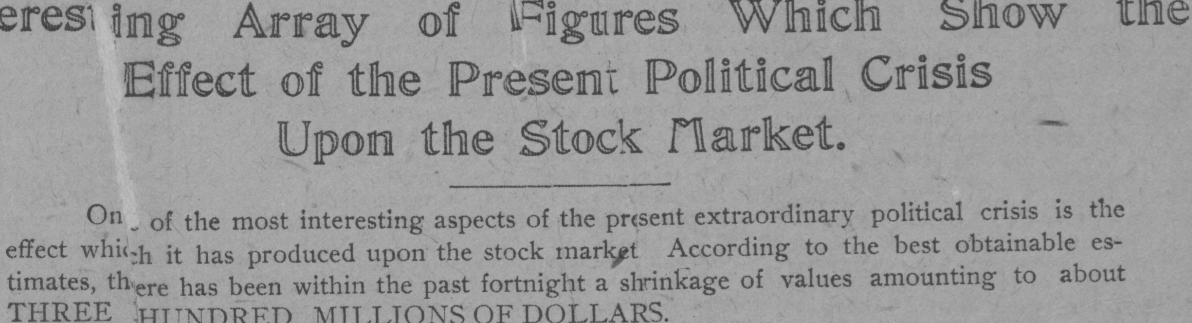 eresting Array of Figures Which Show the
Effect of the Present Political Crisis
Upon the Stock Market.
On of the most interesting aspects of the present extraordinary political crisis is the
effect which it has produced upon the stock market According to the best obtainable es-
timates, there has been within the past fortnight a shrinkage of values amounting to about
THREE HUNDRED MILLIONS OF DOLLARS.